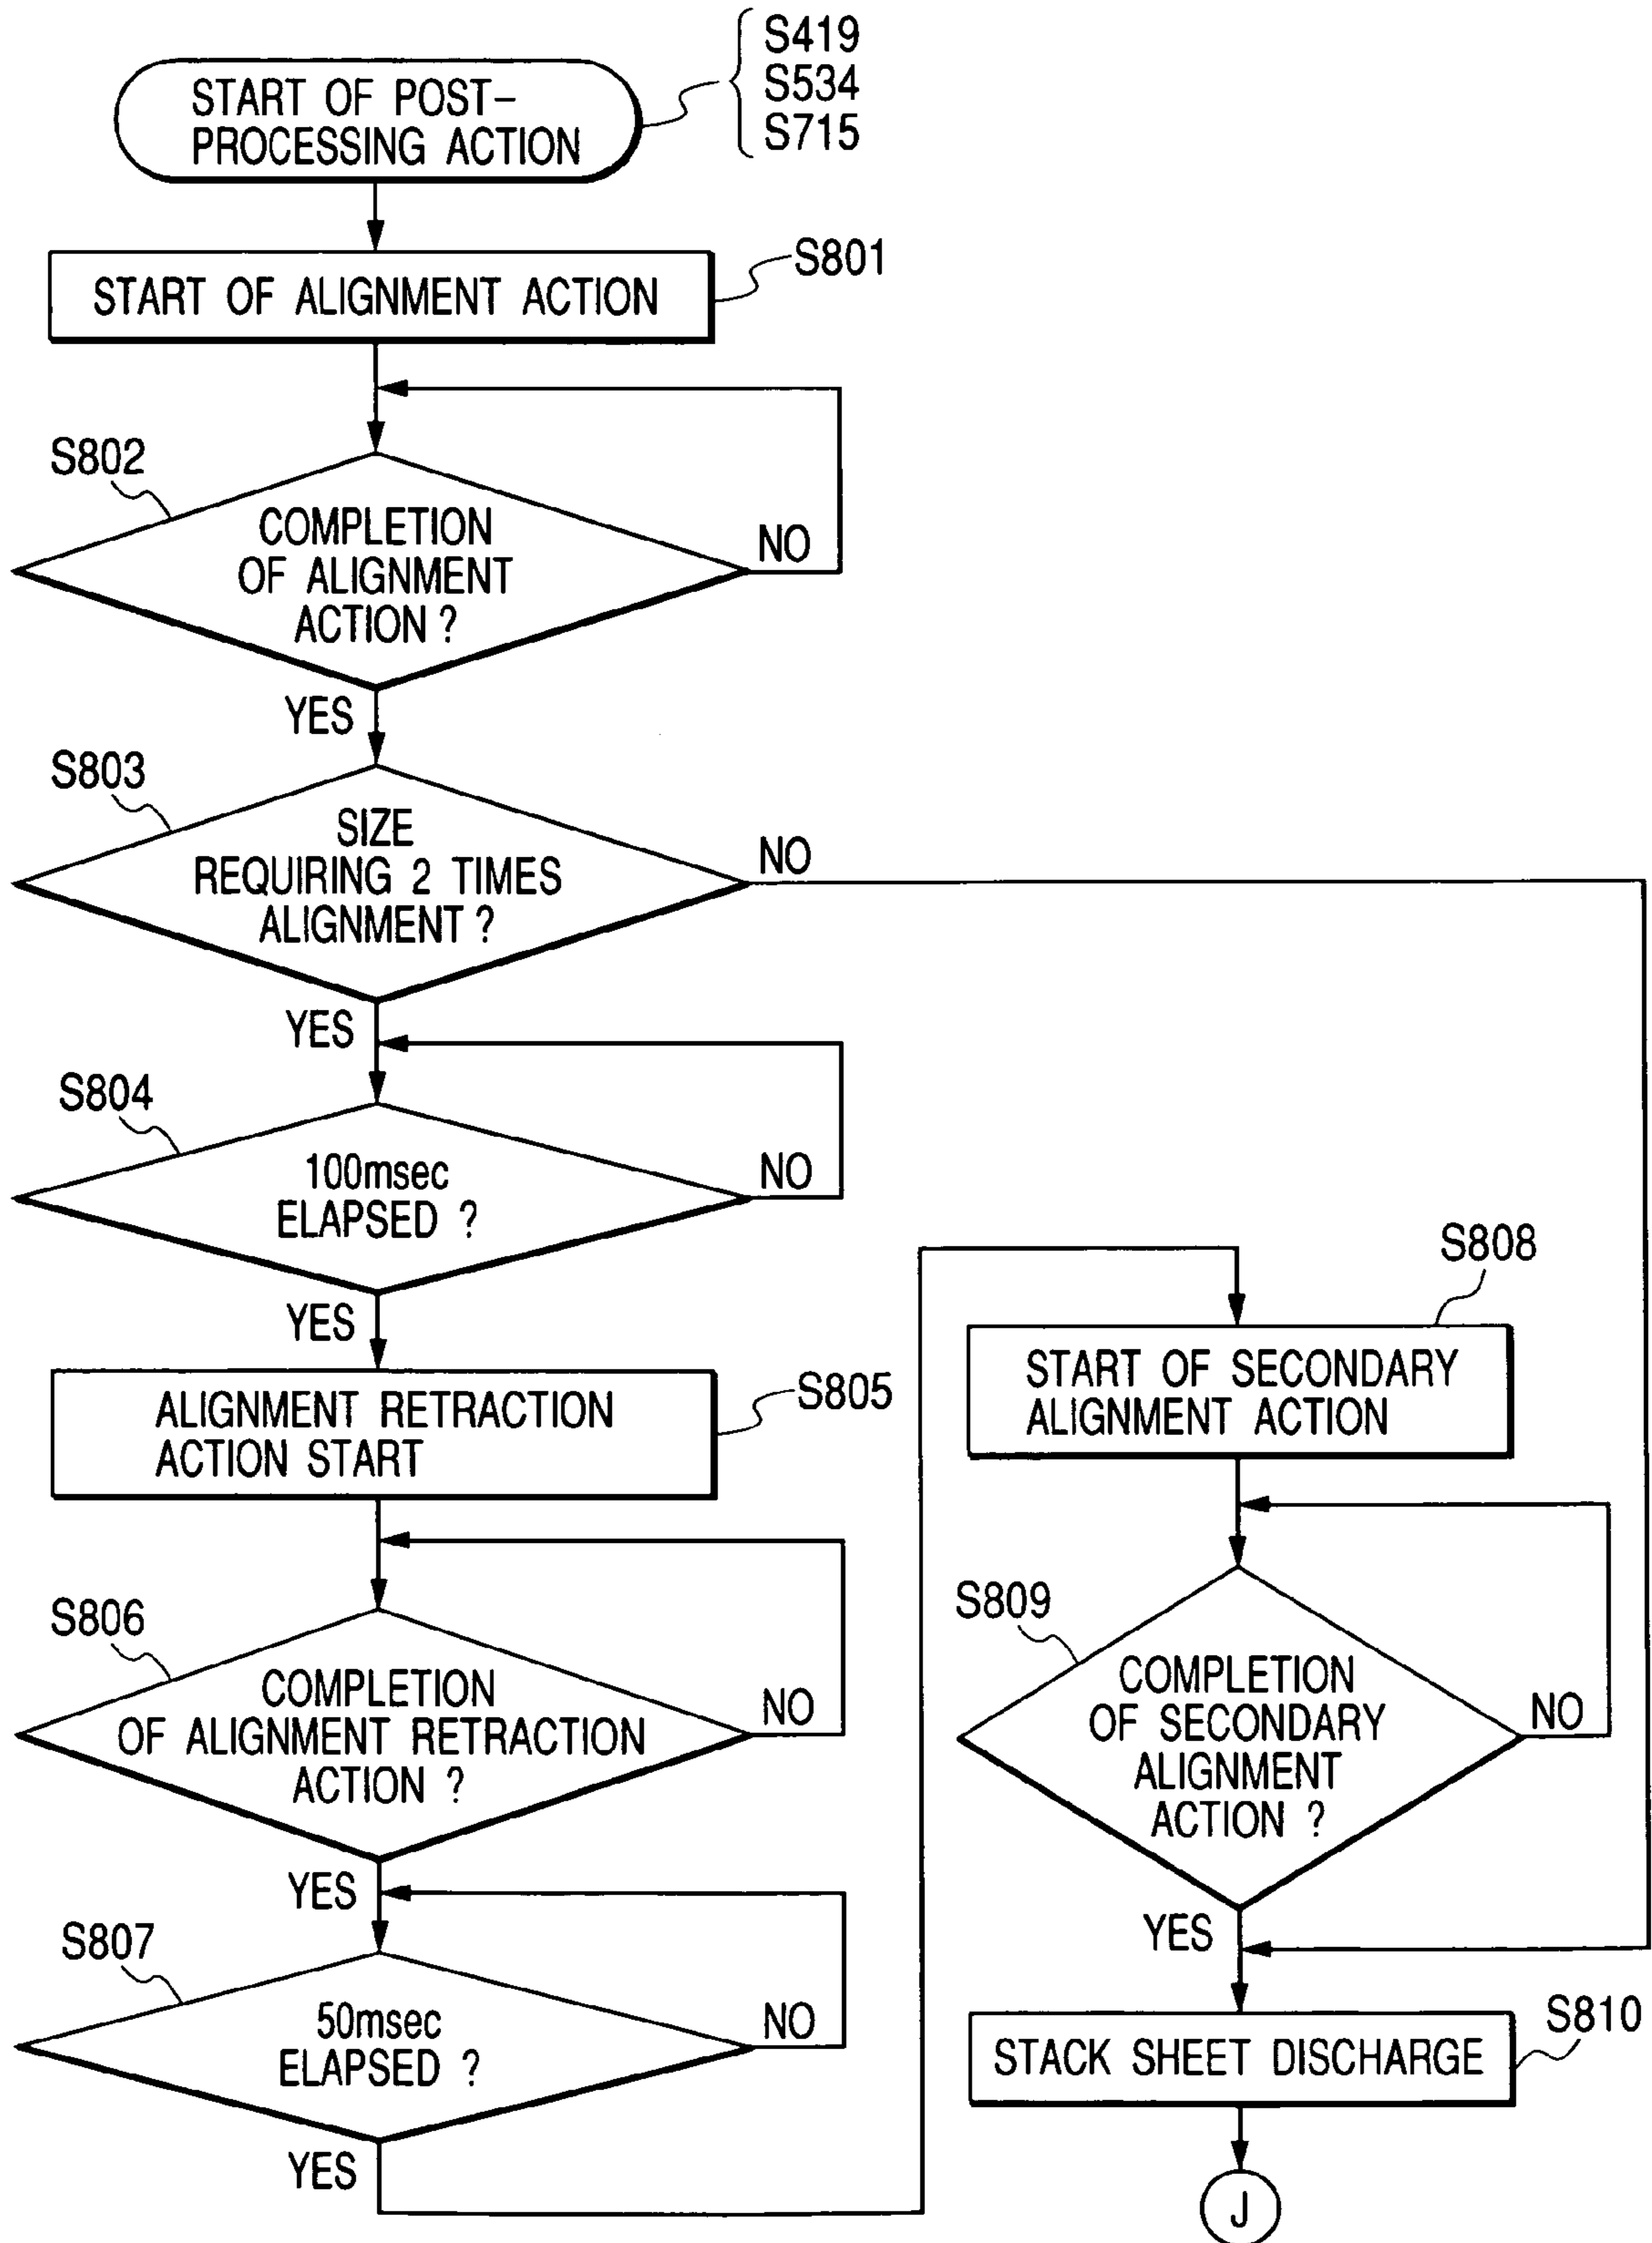 START OF POST-
PROCESSING ACTION
S419
S534
S715
START OF ALIGNMENT ACTION
S801
S802
COMPLETION
OF ALIGNMENT
ACTION ?
NO
YES
S803
SIZE
REQUIRING 2 TIMES
ALIGNMENT ?
NO
YES
S804
100msec
ELAPSED ?
NO
YES
ALIGNMENT RETRACTION
ACTION START
S805
S806
COMPLETION
OF ALIGNMENT RETRACTION
ACTION ?
NO
YES
S807
50msec
ELAPSED ?
NO
YES
S808
START OF SECONDARY
ALIGNMENT ACTION
S809
COMPLETION
OF SECONDARY
ALIGNMENT
ACTION ?
NO
YES
S810
STACK SHEET DISCHARGE
J